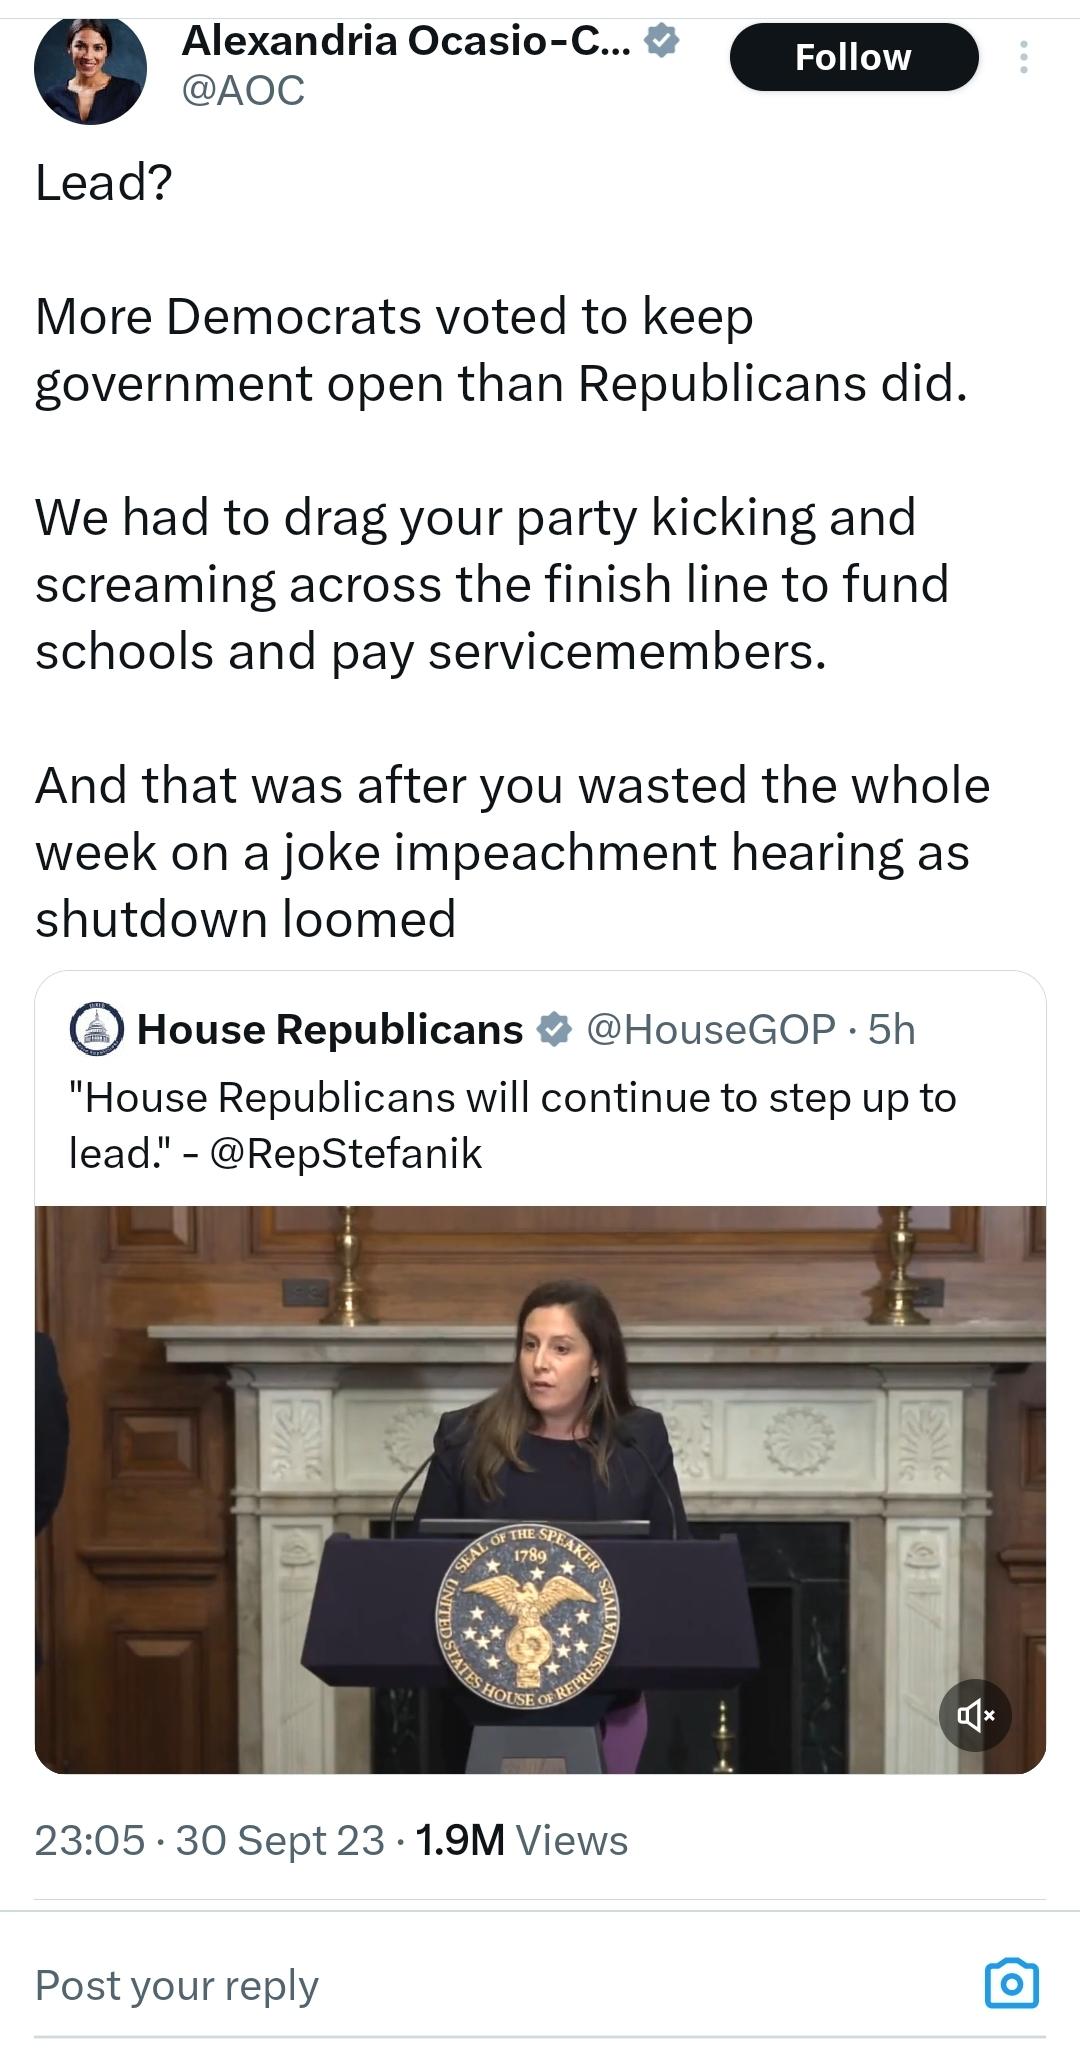 Alexandria Ocasio-C...
Follow
@AOC
Lead?
More Democrats voted to keep
government open than Republicans did.
We had to drag your party kicking and
screaming across the finish line to fund
schools and pay servicemembers.
And that was after you wasted the whole
week on a joke impeachment hearing as
shutdown loomed
House Republicans @HouseGOP · 5h
"House Republicans will continue to step up to
lead." - @RepStefanik
SEAL OF THE SPEAKER
1789
UNITED STATES HOUSE OF REPRESENTATIVES
23:05 · 30 Sept 23 · 1.9M Views
Post your reply